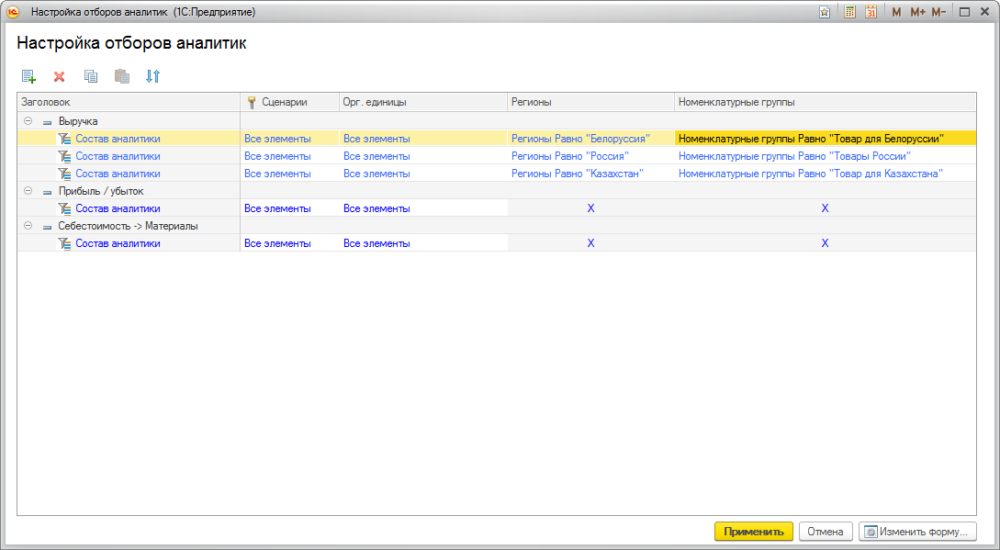 Настройка отборов аналитик (1С:Предприятие)
31 M M+ M-
Настройка отборов аналитик
Заголовок Сценарии Орг. единицы Регионы Номенклатурные группы
Выручка
Состав аналитики Все элементы Все элементы Регионы Равно "Белоруссия" Номенклатурные группы Равно "Товар для Белоруссии"
Состав аналитики Все элементы Все элементы Регионы Равно "Россия" Номенклатурные группы Равно "Товары России"
Состав аналитики Все элементы Все элементы Регионы Равно "Казахстан" Номенклатурные группы Равно "Товар для Казахстана"
Прибыль / убыток
Состав аналитики Все элементы Все элементы X X
Себестоимость -> Материалы
Состав аналитики Все элементы Все элементы X X
Применить Отмена Изменить форму...